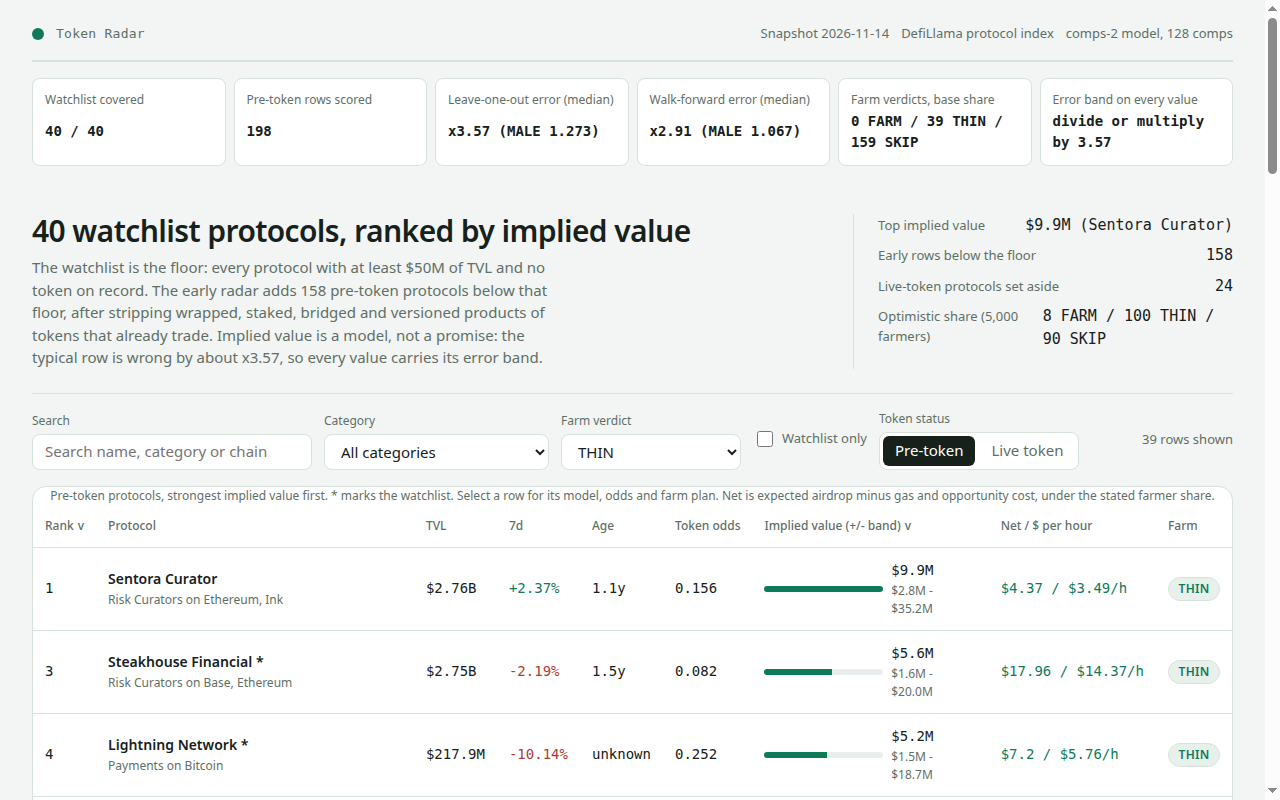 Token Radar
Snapshot 2026-11-14 DefiLlama protocol index comps-2 model, 128 comps
Watchlist covered
40 / 40
Pre-token rows scored
198
Leave-one-out error (median)
x3.57 (MALE 1.273)
Walk-forward error (median)
x2.91 (MALE 1.067)
Farm verdicts, base share
0 FARM / 39 THIN /
159 SKIP
Error band on every value
divide or multiply
by 3.57
40 watchlist protocols, ranked by implied value
The watchlist is the floor: every protocol with at least $50M of TVL and no
token on record. The early radar adds 158 pre-token protocols below that
floor, after stripping wrapped, staked, bridged and versioned products of
tokens that already trade. Implied value is a model, not a promise: the
typical row is wrong by about x3.57, so every value carries its error band.
Top implied value $9.9M (Sentora Curator)
Early rows below the floor 158
Live-token protocols set aside 24
Optimistic share (5,000 8 FARM / 100 THIN /
farmers) 90 SKIP
Search
Search name, category or chain
Category
All categories
Farm verdict
THIN
Watchlist only
Token status
Pre-token Live token
39 rows shown
Pre-token protocols, strongest implied value first. * marks the watchlist. Select a row for its model, odds and farm plan. Net is expected airdrop minus gas and opportunity cost, under the stated farmer share.
Rank v Protocol TVL 7d Age Token odds Implied value (+/- band) v Net / $ per hour Farm
1 Sentora Curator $2.76B +2.37% 1.1y 0.156 $9.9M $4.37 / $3.49/h THIN
Risk Curators on Ethereum, Ink $2.8M -
$35.2M
3 Steakhouse Financial * $2.75B -2.19% 1.5y 0.082 $5.6M $17.96 / $14.37/h THIN
Risk Curators on Base, Ethereum $1.6M -
$20.0M
4 Lightning Network * $217.9M -10.14% unknown 0.252 $5.2M $7.2 / $5.76/h THIN
Payments on Bitcoin $1.5M -
$18.7M